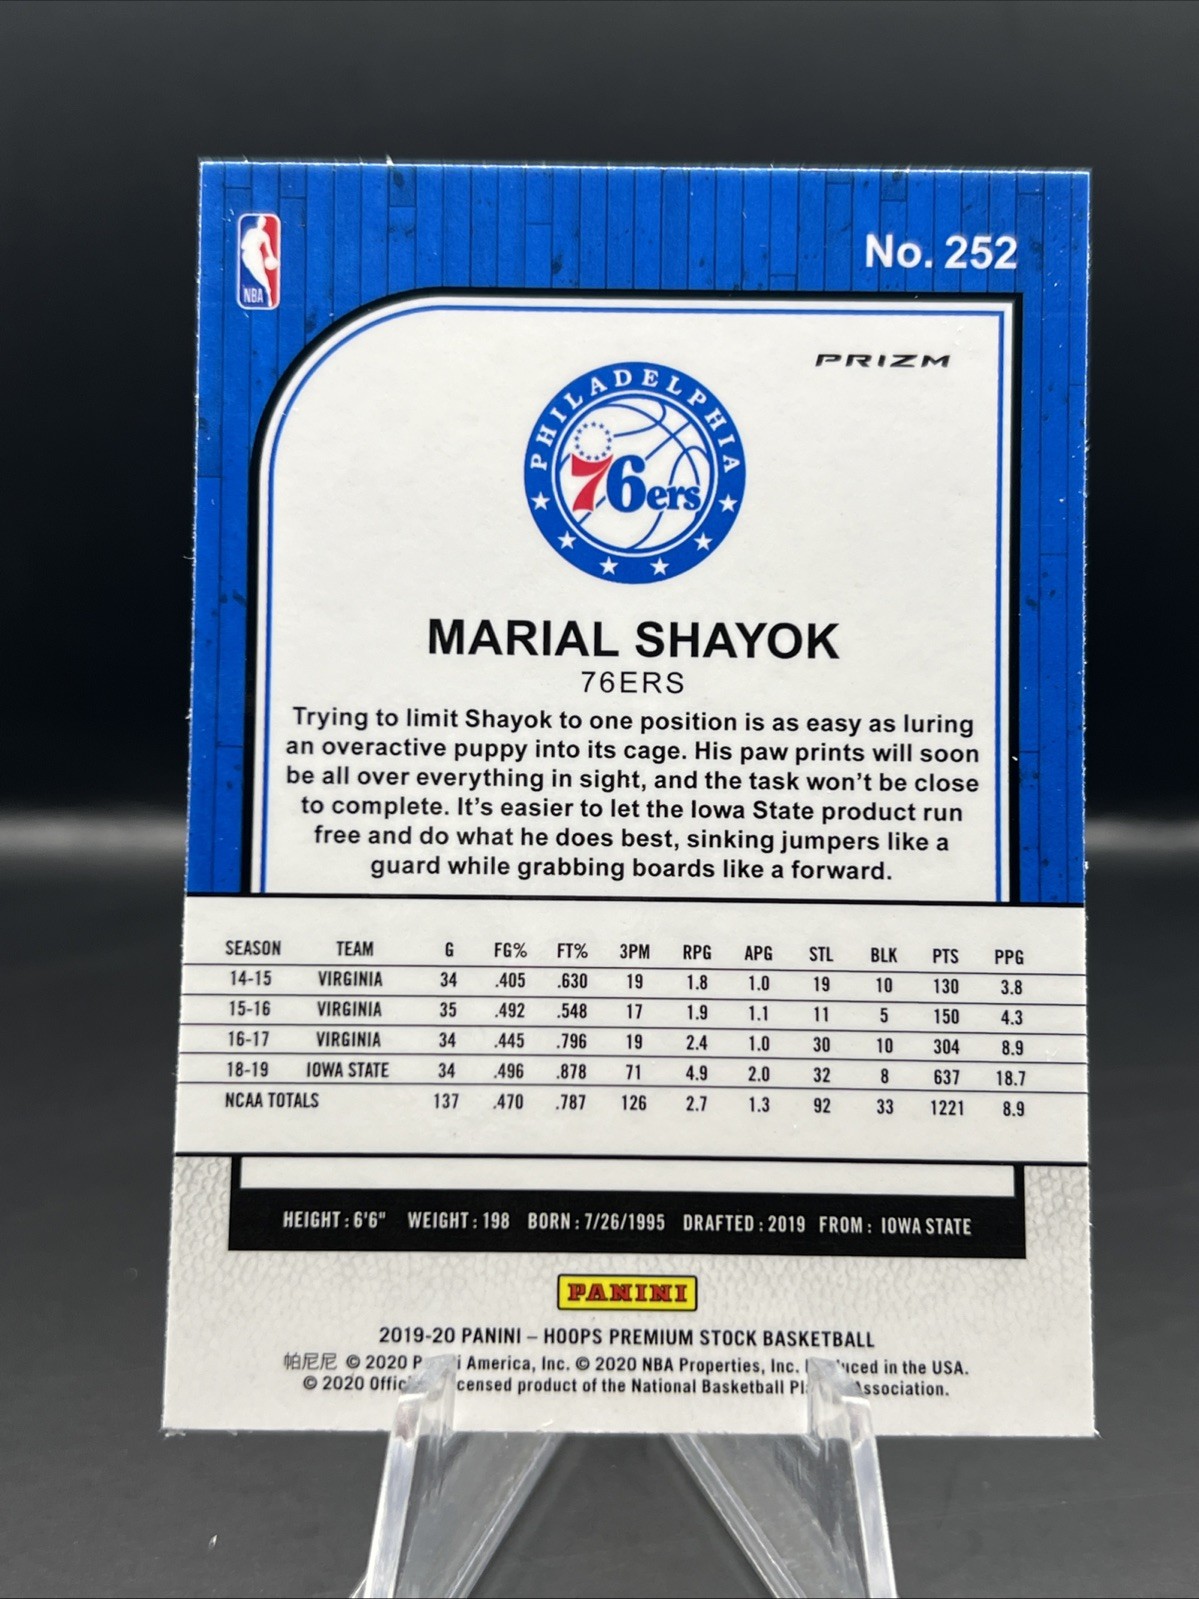 NBA
No. 252
PRIZM
PHILADELPHIA
76ers
MARIAL SHAYOK
76ERS
Trying to limit Shayok to one position is as easy as luring
an overactive puppy into its cage. His paw prints will soon
be all over everything in sight, and the task won't be close
to complete. It's easier to let the Iowa State product run
free and do what he does best, sinking jumpers like a
guard while grabbing boards like a forward.
SEASON TEAM G FG% FT% 3PM RPG APG STL BLK PTS PPG
14-15 VIRGINIA 34 .405 .630 19 1.8 1.0 19 10 130 3.8
15-16 VIRGINIA 35 .492 .548 17 1.9 1.1 11 5 150 4.3
16-17 VIRGINIA 34 .445 .796 19 2.4 1.0 30 10 304 8.9
18-19 IOWA STATE 34 .496 .878 71 4.9 2.0 32 8 637 18.7
NCAA TOTALS 137 .470 .787 126 2.7 1.3 92 33 1221 8.9
HEIGHT: 6'6" WEIGHT: 198 BORN: 7/26/1995 DRAFTED: 2019 FROM: IOWA STATE
PANINI
2019-20 PANINI – HOOPS PREMIUM STOCK BASKETBALL
帕尼尼 © 2020 America, Inc. © 2020 NBA Properties, Inc. in the USA.
© 2020 product of the National Basketball